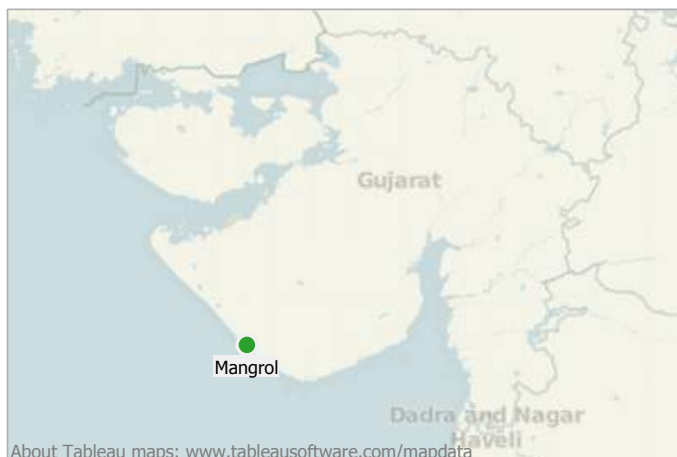 Gujarat
Mangrol
Dadra and Nagar
Haveli
About Tableau maps: www.tableausoftware.com/mapdata